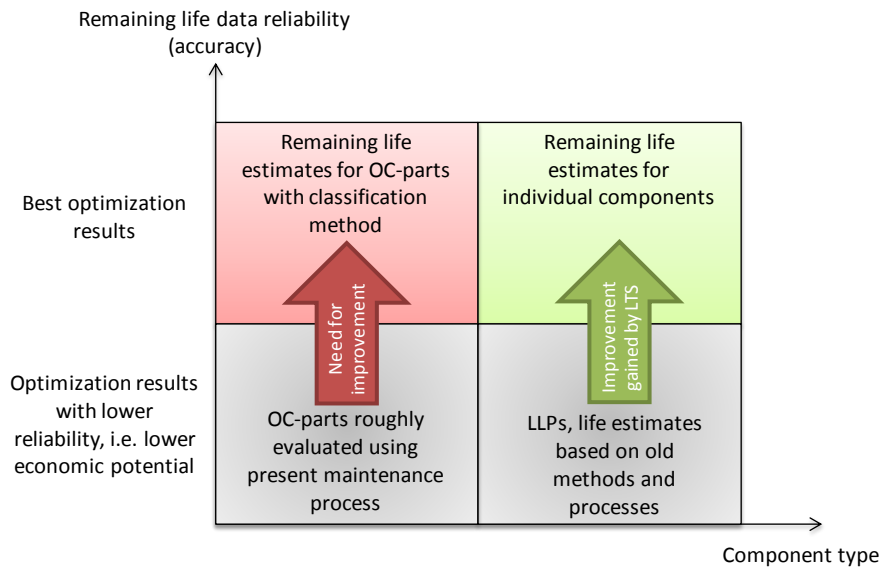 Remaining life data reliability
(accuracy)
Best optimization
results
Remaining life
estimates for OC-parts
with classification
method
Remaining life
estimates for
individual components
Need for
improvement
Improvement
gained by LTS
Optimization results
with lower
reliability, i.e. lower
economic potential
OC-parts roughly
evaluated using
present maintenance
process
LLPs, life estimates
based on old
methods and
processes
Component type